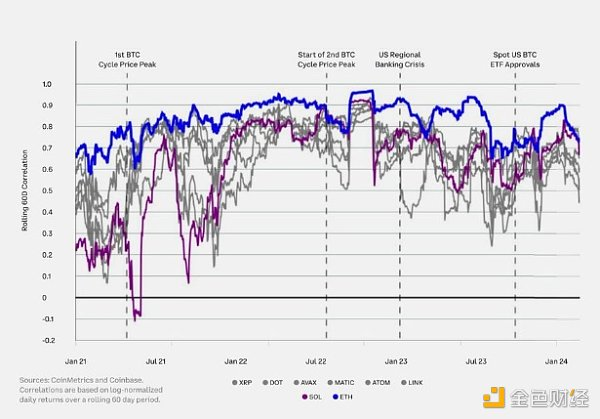 1st BTC
Cycle Price Peak
Start of 2nd BTC
Cycle Price Peak
US Regional
Banking Crisis
Spot US BTC
ETF Approvals
Rolling 60D Correlation
1.0
0.9
0.8
0.7
0.6
0.5
0.4
0.3
0.2
0.1
0
-0.1
-0.2
Jan 21
Jul 21
Jan 22
Jul 22
Jan 23
Jul 23
Jan 24
Sources: CoinMetrics and Coinbase.
Correlations are based on log-normalized
daily returns over a rolling 60 day period.
XRP DOT AVAX MATIC ATOM LINK
SOL ETH
金色财经